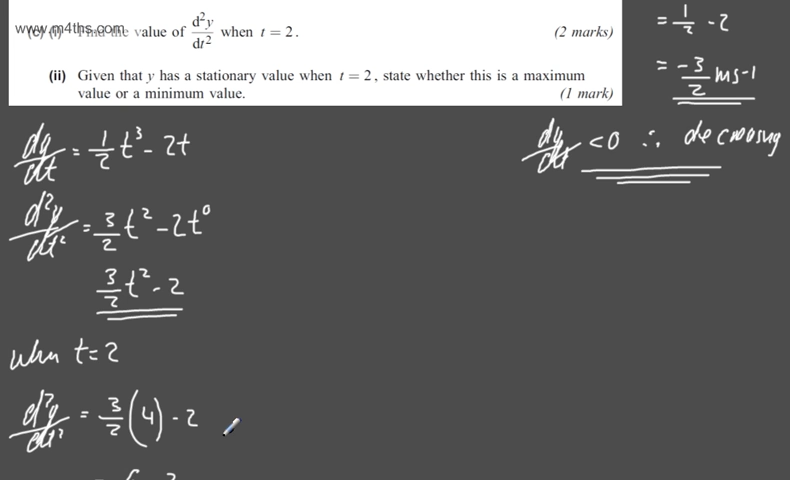 www.m4ths.com
value of d²y/dt² when t = 2. (2 marks)
(ii) Given that y has a stationary value when t = 2, state whether this is a maximum
value or a minimum value. (1 mark)
= 1/2 - 2
= -3/2 ms-1
dy/dt < 0 ∴ decreasing
dy/dt = 1/2 t³ - 2t
d²y/dt² = 3/2 t² - 2t⁰
3/2 t² - 2
when t = 2
d²y/dt² = 3/2 (4) - 2